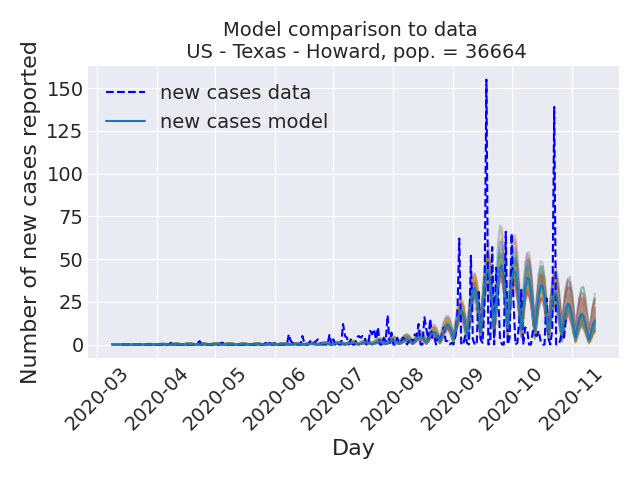 Model comparison to data
US - Texas - Howard, pop. = 36664
Number of new cases reported
150
125
100
75
50
25
0
new cases data
new cases model
2020-03
2020-04
2020-05
2020-06
2020-07
2020-08
2020-09
2020-10
2020-11
Day